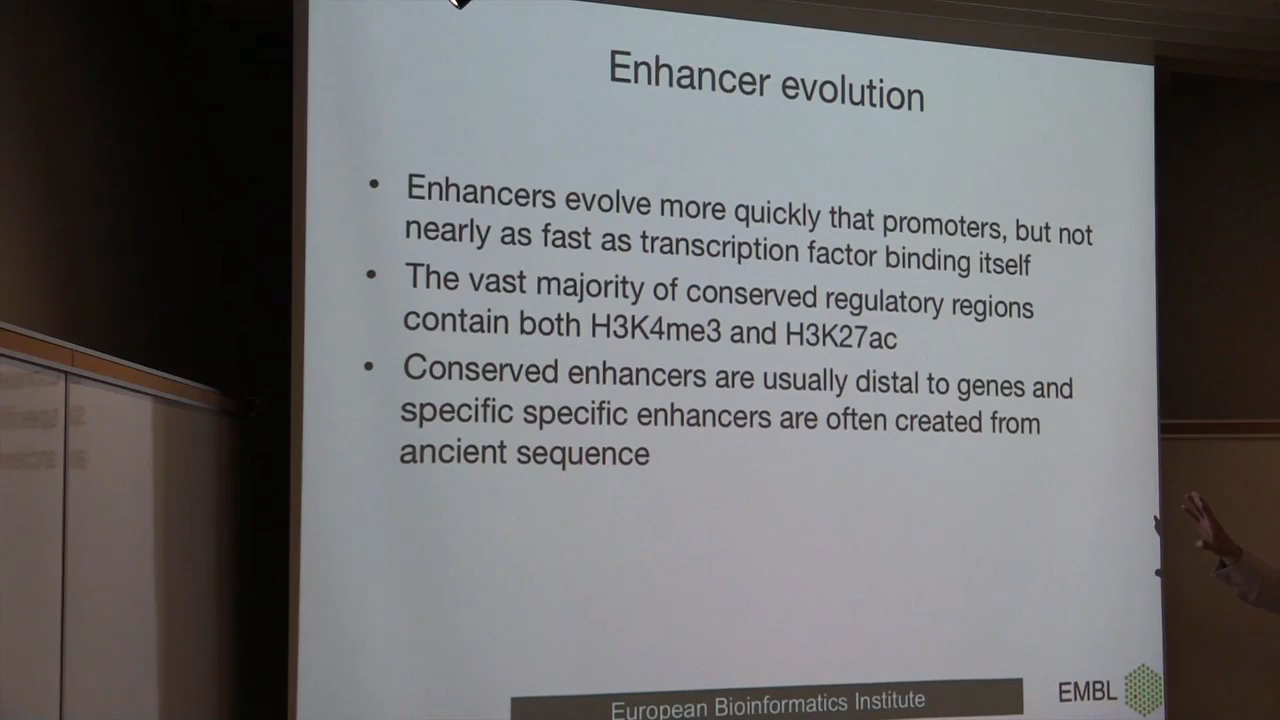 Enhancer evolution
• Enhancers evolve more quickly that promoters, but not
nearly as fast as transcription factor binding itself
• The vast majority of conserved regulatory regions
contain both H3K4me3 and H3K27ac
• Conserved enhancers are usually distal to genes and
specific specific enhancers are often created from
ancient sequence
European Bioinformatics Institute
EMBL